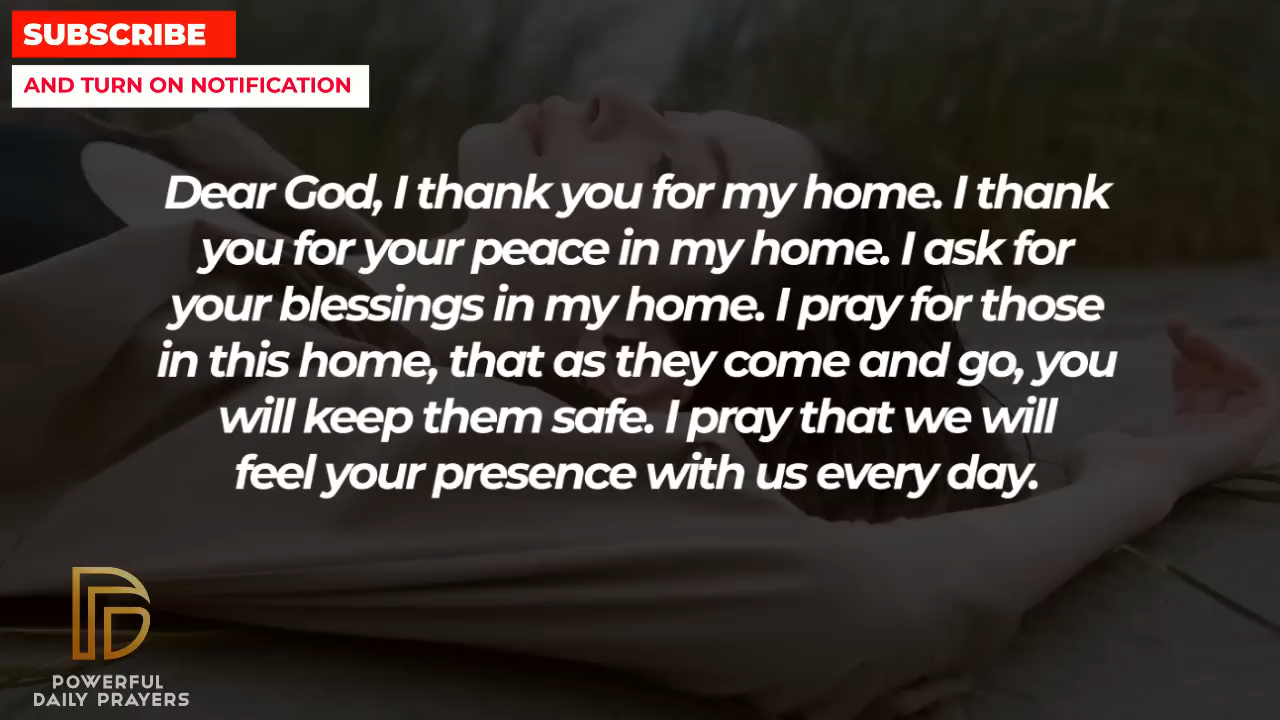 SUBSCRIBE
AND TURN ON NOTIFICATION
Dear God, I thank you for my home. I thank
you for your peace in my home. I ask for
your blessings in my home. I pray for those
in this home, that as they come and go, you
will keep them safe. I pray that we will
feel your presence with us every day.
POWERFUL
DAILY PRAYERS